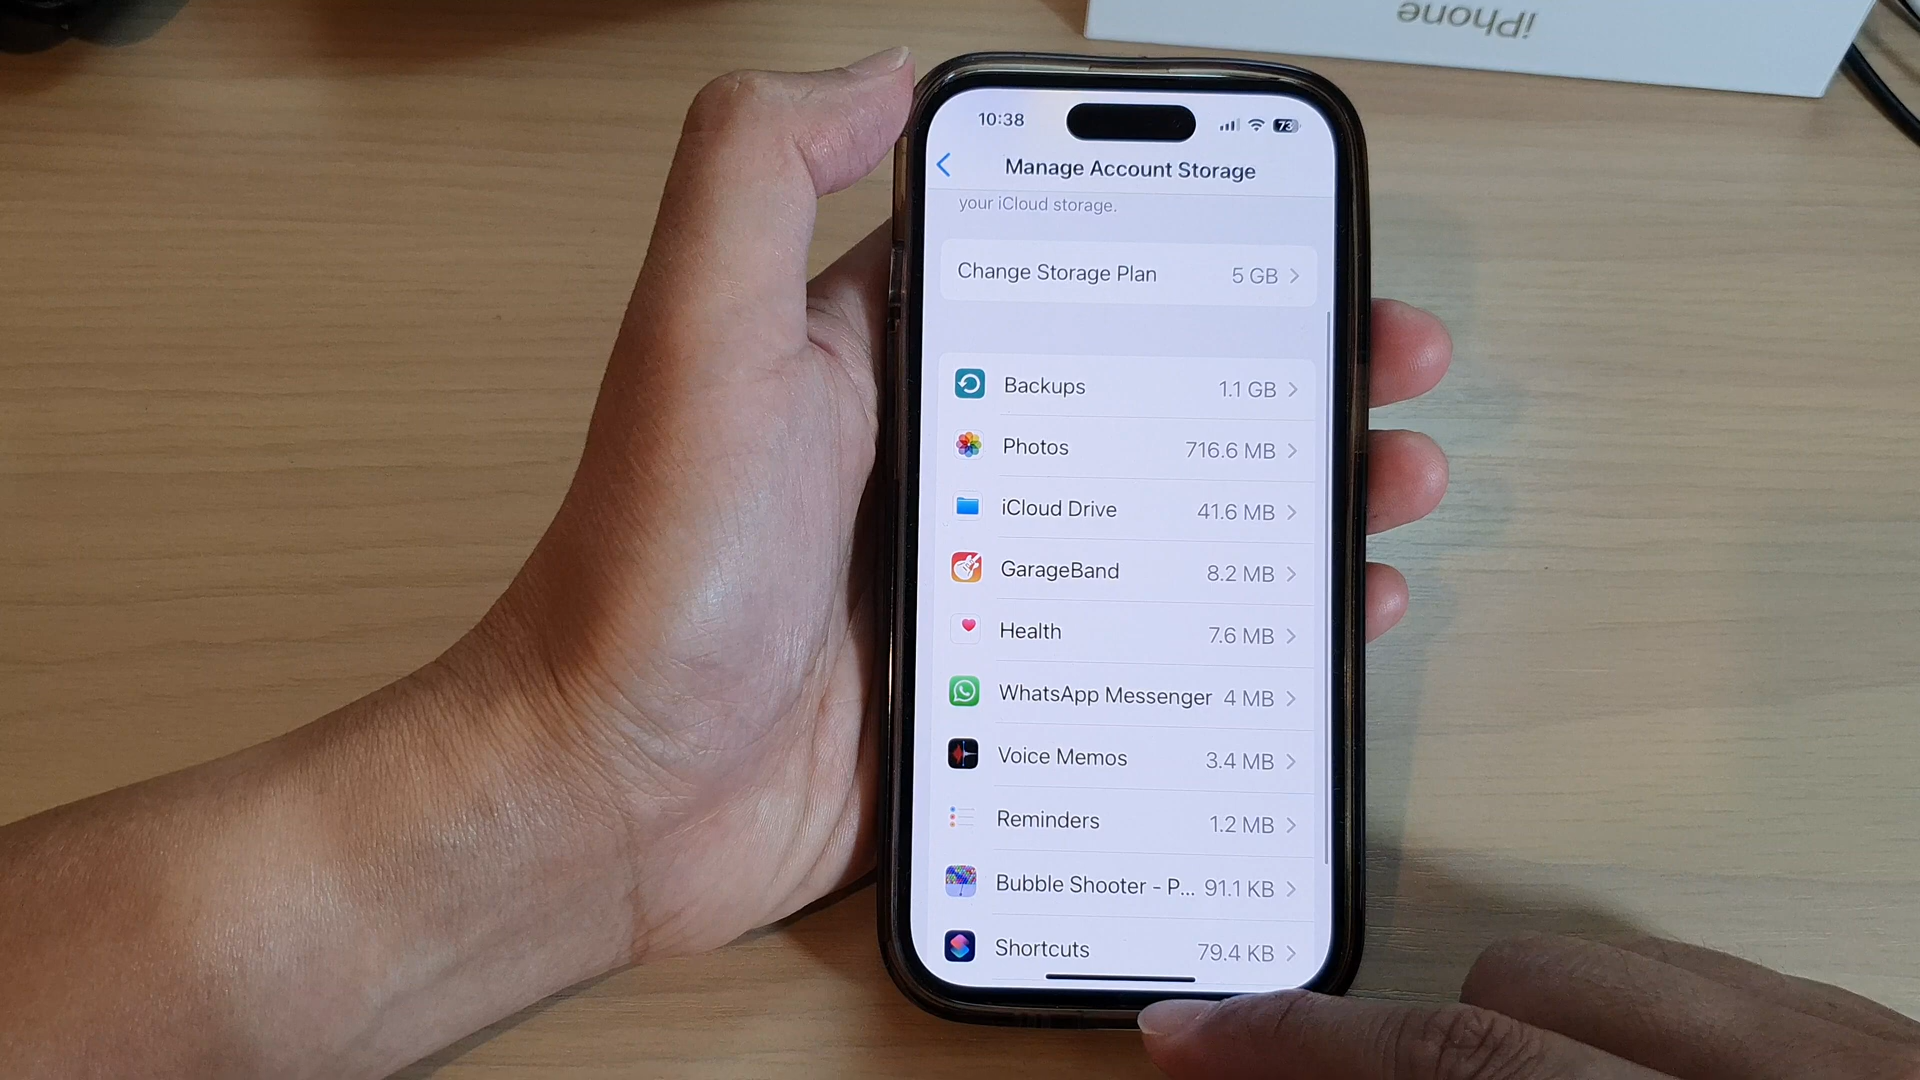 iPhone
10:38
73
Manage Account Storage
your iCloud storage.
Change Storage Plan 5 GB
Backups 1.1 GB
Photos 716.6 MB
iCloud Drive 41.6 MB
GarageBand 8.2 MB
Health 7.6 MB
WhatsApp Messenger 4 MB
Voice Memos 3.4 MB
Reminders 1.2 MB
Bubble Shooter - P... 91.1 KB
Shortcuts 79.4 KB